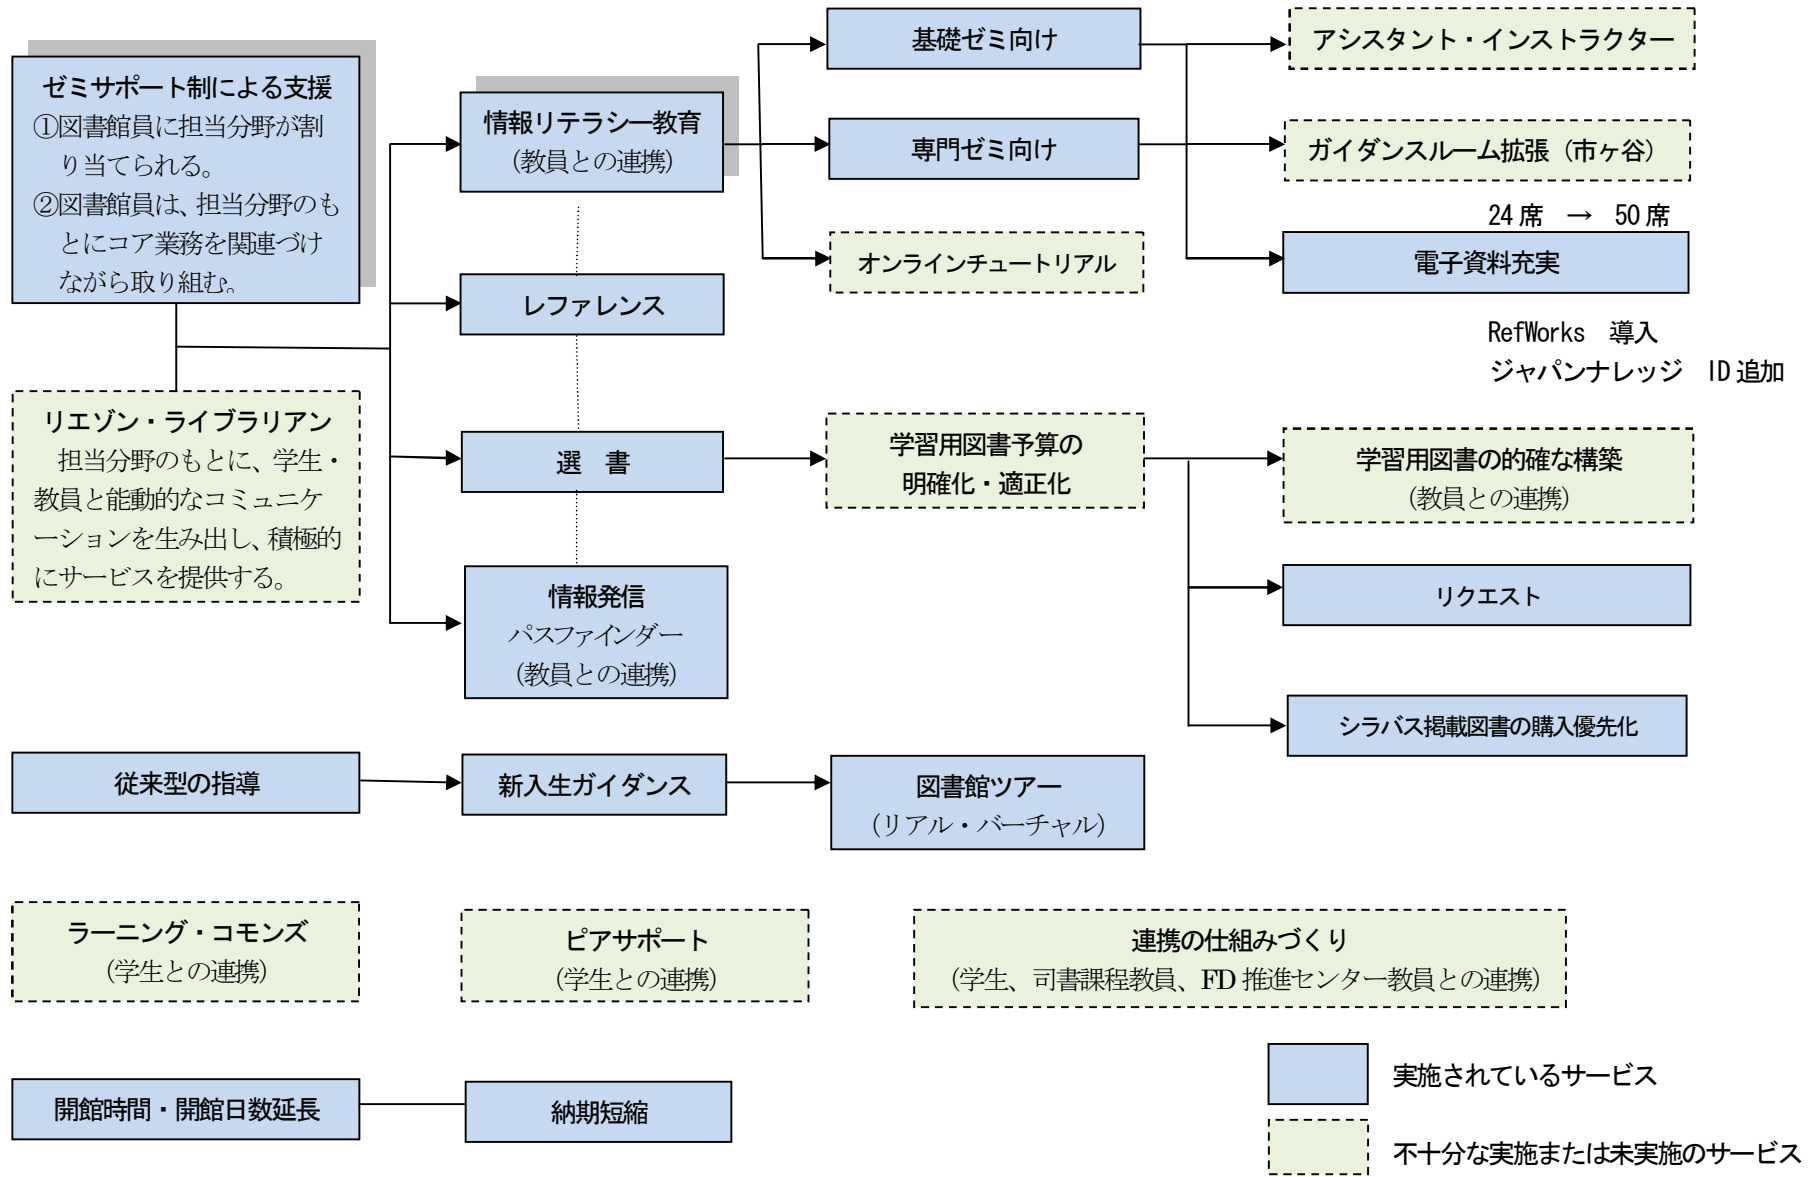 ゼミサポート制による支援
①図書館員に担当分野が割
り当てられる。
②図書館員は、担当分野のも
とにコア業務を関連づけ
ながら取り組む。
リエゾン・ライブラリアン
担当分野のもとに、学生・
教員と能動的なコミュニケ
ーションを生み出し、積極的
にサービスを提供する。
情報リテラシー教育
(教員との連携)
レファレンス
選 書
情報発信
パスファインダー
(教員との連携)
基礎ゼミ向け
専門ゼミ向け
オンラインチュートリアル
学習用図書予算の
明確化・適正化
アシスタント・インストラクター
ガイダンスルーム拡張（市ヶ谷）
24席 → 50席
電子資料充実
RefWorks 導入
ジャパンナレッジ ID追加
学習用図書の的確な構築
(教員との連携)
リクエスト
シラバス掲載図書の購入優先化
従来型の指導
新入生ガイダンス
図書館ツアー
(リアル・バーチャル)
ラーニング・コモンズ
(学生との連携)
ピアサポート
(学生との連携)
連携の仕組みづくり
(学生、司書課程教員、FD推進センター教員との連携)
開館時間・開館日数延長
納期短縮
実施されているサービス
不十分な実施または未実施のサービス